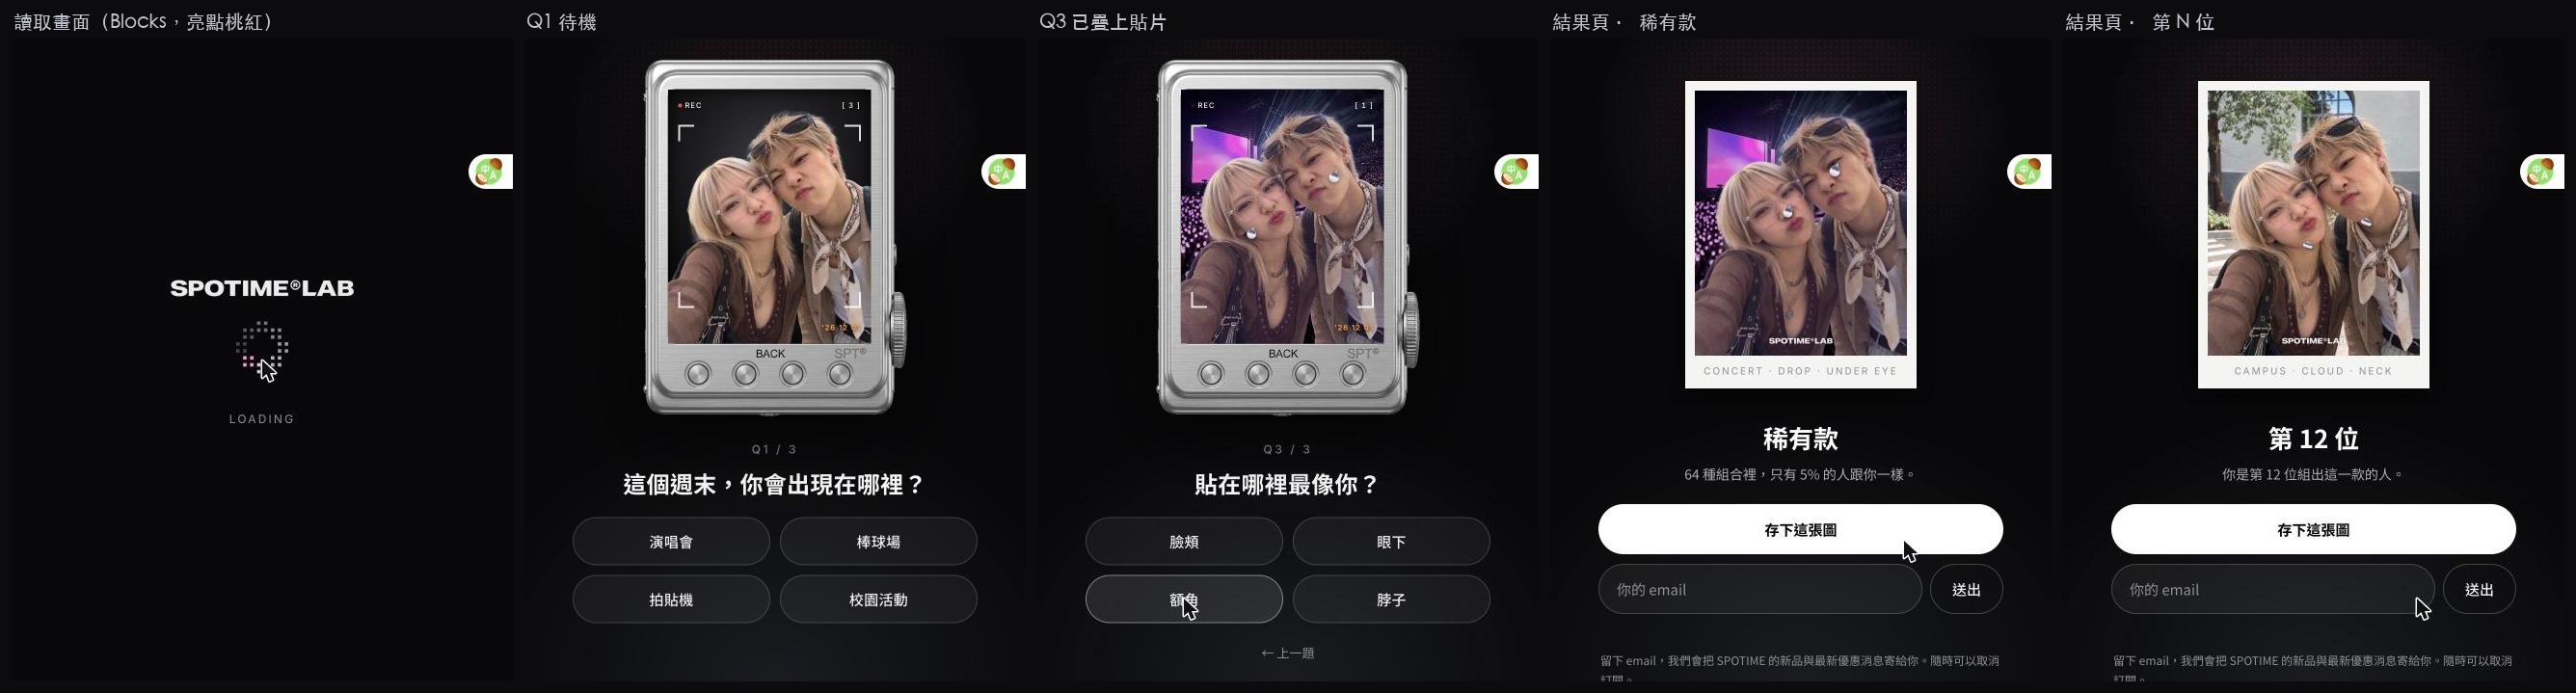 讀取畫面（Blocks，亮點桃紅）
SPOTIME®LAB
LOADING
Q1 待機
REC
[ 3 ]
BACK
SPT®
Q1 / 3
這個週末，你會出現在哪裡？
演唱會
棒球場
拍貼機
校園活動
Q3 已疊上貼片
REC
[ 1 ]
BACK
SPT®
Q3 / 3
貼在哪裡最像你？
臉頰
眼下
額角
脖子
← 上一題
結果頁 · 稀有款
SPOTIME®LAB
CONCERT · DROP · UNDER EYE
稀有款
64 種組合裡，只有 5% 的人跟你一樣。
存下這張圖
你的 email
送出
留下 email，我們會把 SPOTIME 的新品與最新優惠消息寄給你。隨時可以取消
訂閱。
結果頁 · 第 N 位
SPOTIME®LAB
CAMPUS · CLOUD · NECK
第 12 位
你是第 12 位組出這一款的人。
存下這張圖
你的 email
送出
留下 email，我們會把 SPOTIME 的新品與最新優惠消息寄給你。隨時可以取消
訂閱。